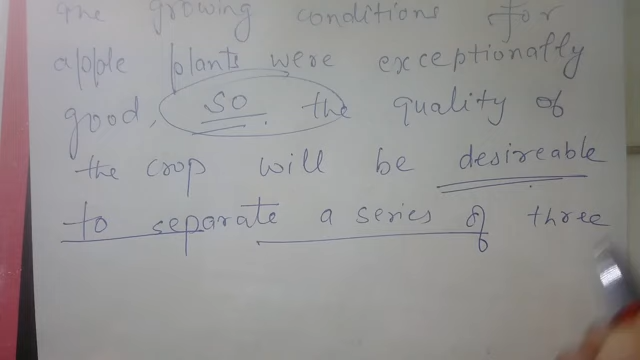 The growing conditions for
apple plants were exceptionally
good, so the quality of
the crop will be desireable
to separate a series of three